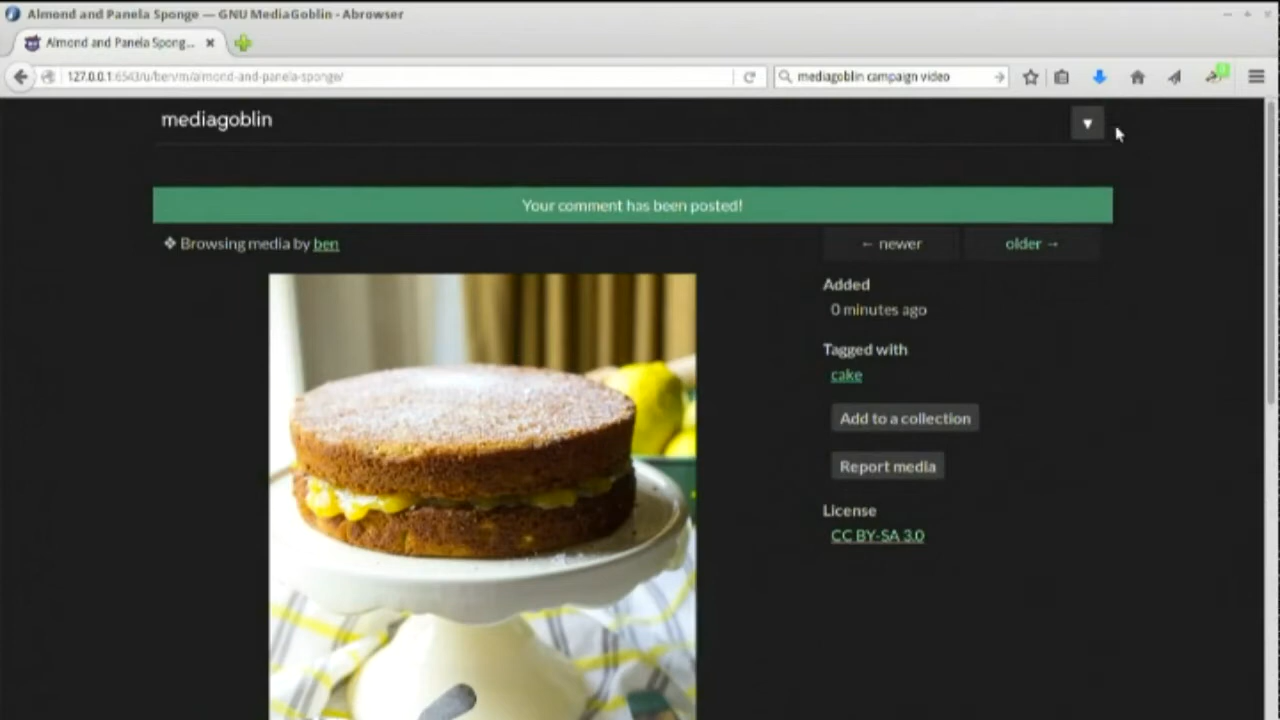 Almond and Panela Sponge — GNU MediaGoblin - Abrowser
Almond and Panela Spong...
127.0.0.1:6543/u/ben/m/almond-and-panela-sponge/
mediagoblin campaign video
mediagoblin
Your comment has been posted!
❖ Browsing media by ben
← newer
older →
Added
0 minutes ago
Tagged with
cake
Add to a collection
Report media
License
CC BY-SA 3.0